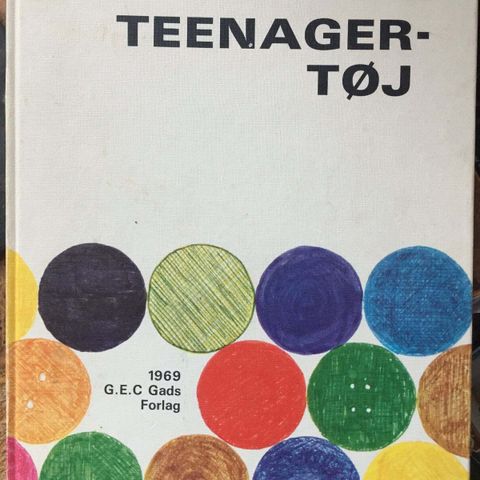 TEENAGER-
TØJ
1969
G.E.C Gads
Forlag